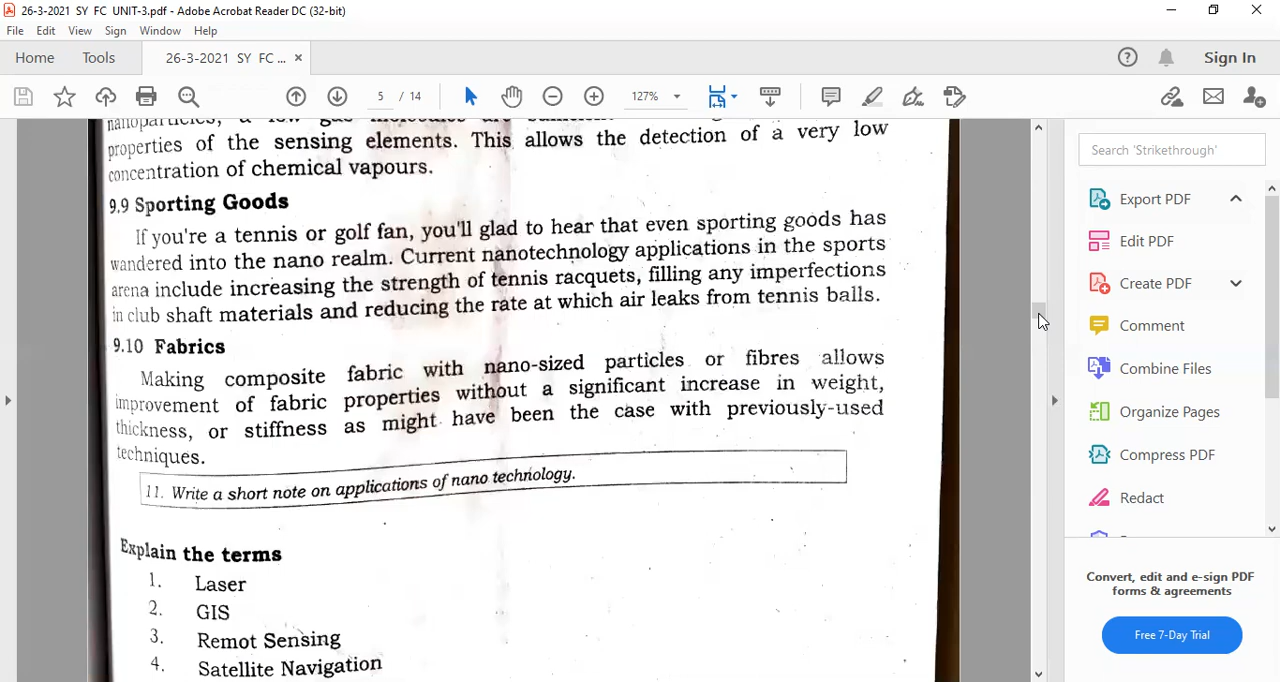 26-3-2021 SY FC UNIT-3.pdf - Adobe Acrobat Reader DC (32-bit)
File Edit View Sign Window Help
Home Tools 26-3-2021 SY FC ... × Sign In
5 / 14 127%
nanoparticles, a few gas molecules are sufficient
properties of the sensing elements. This allows the detection of a very low
concentration of chemical vapours.
9.9 Sporting Goods
If you're a tennis or golf fan, you'll glad to hear that even sporting goods has
wandered into the nano realm. Current nanotechnology applications in the sports
arena include increasing the strength of tennis racquets, filling any imperfections
in club shaft materials and reducing the rate at which air leaks from tennis balls.
9.10 Fabrics
Making composite fabric with nano-sized particles or fibres allows
improvement of fabric properties without a significant increase in weight,
thickness, or stiffness as might have been the case with previously-used
techniques.
11. Write a short note on applications of nano technology.
Explain the terms
1. Laser
2. GIS
3. Remot Sensing
4. Satellite Navigation
Search 'Strikethrough'
Export PDF
Edit PDF
Create PDF
Comment
Combine Files
Organize Pages
Compress PDF
Redact
Convert, edit and e-sign PDF
forms & agreements
Free 7-Day Trial